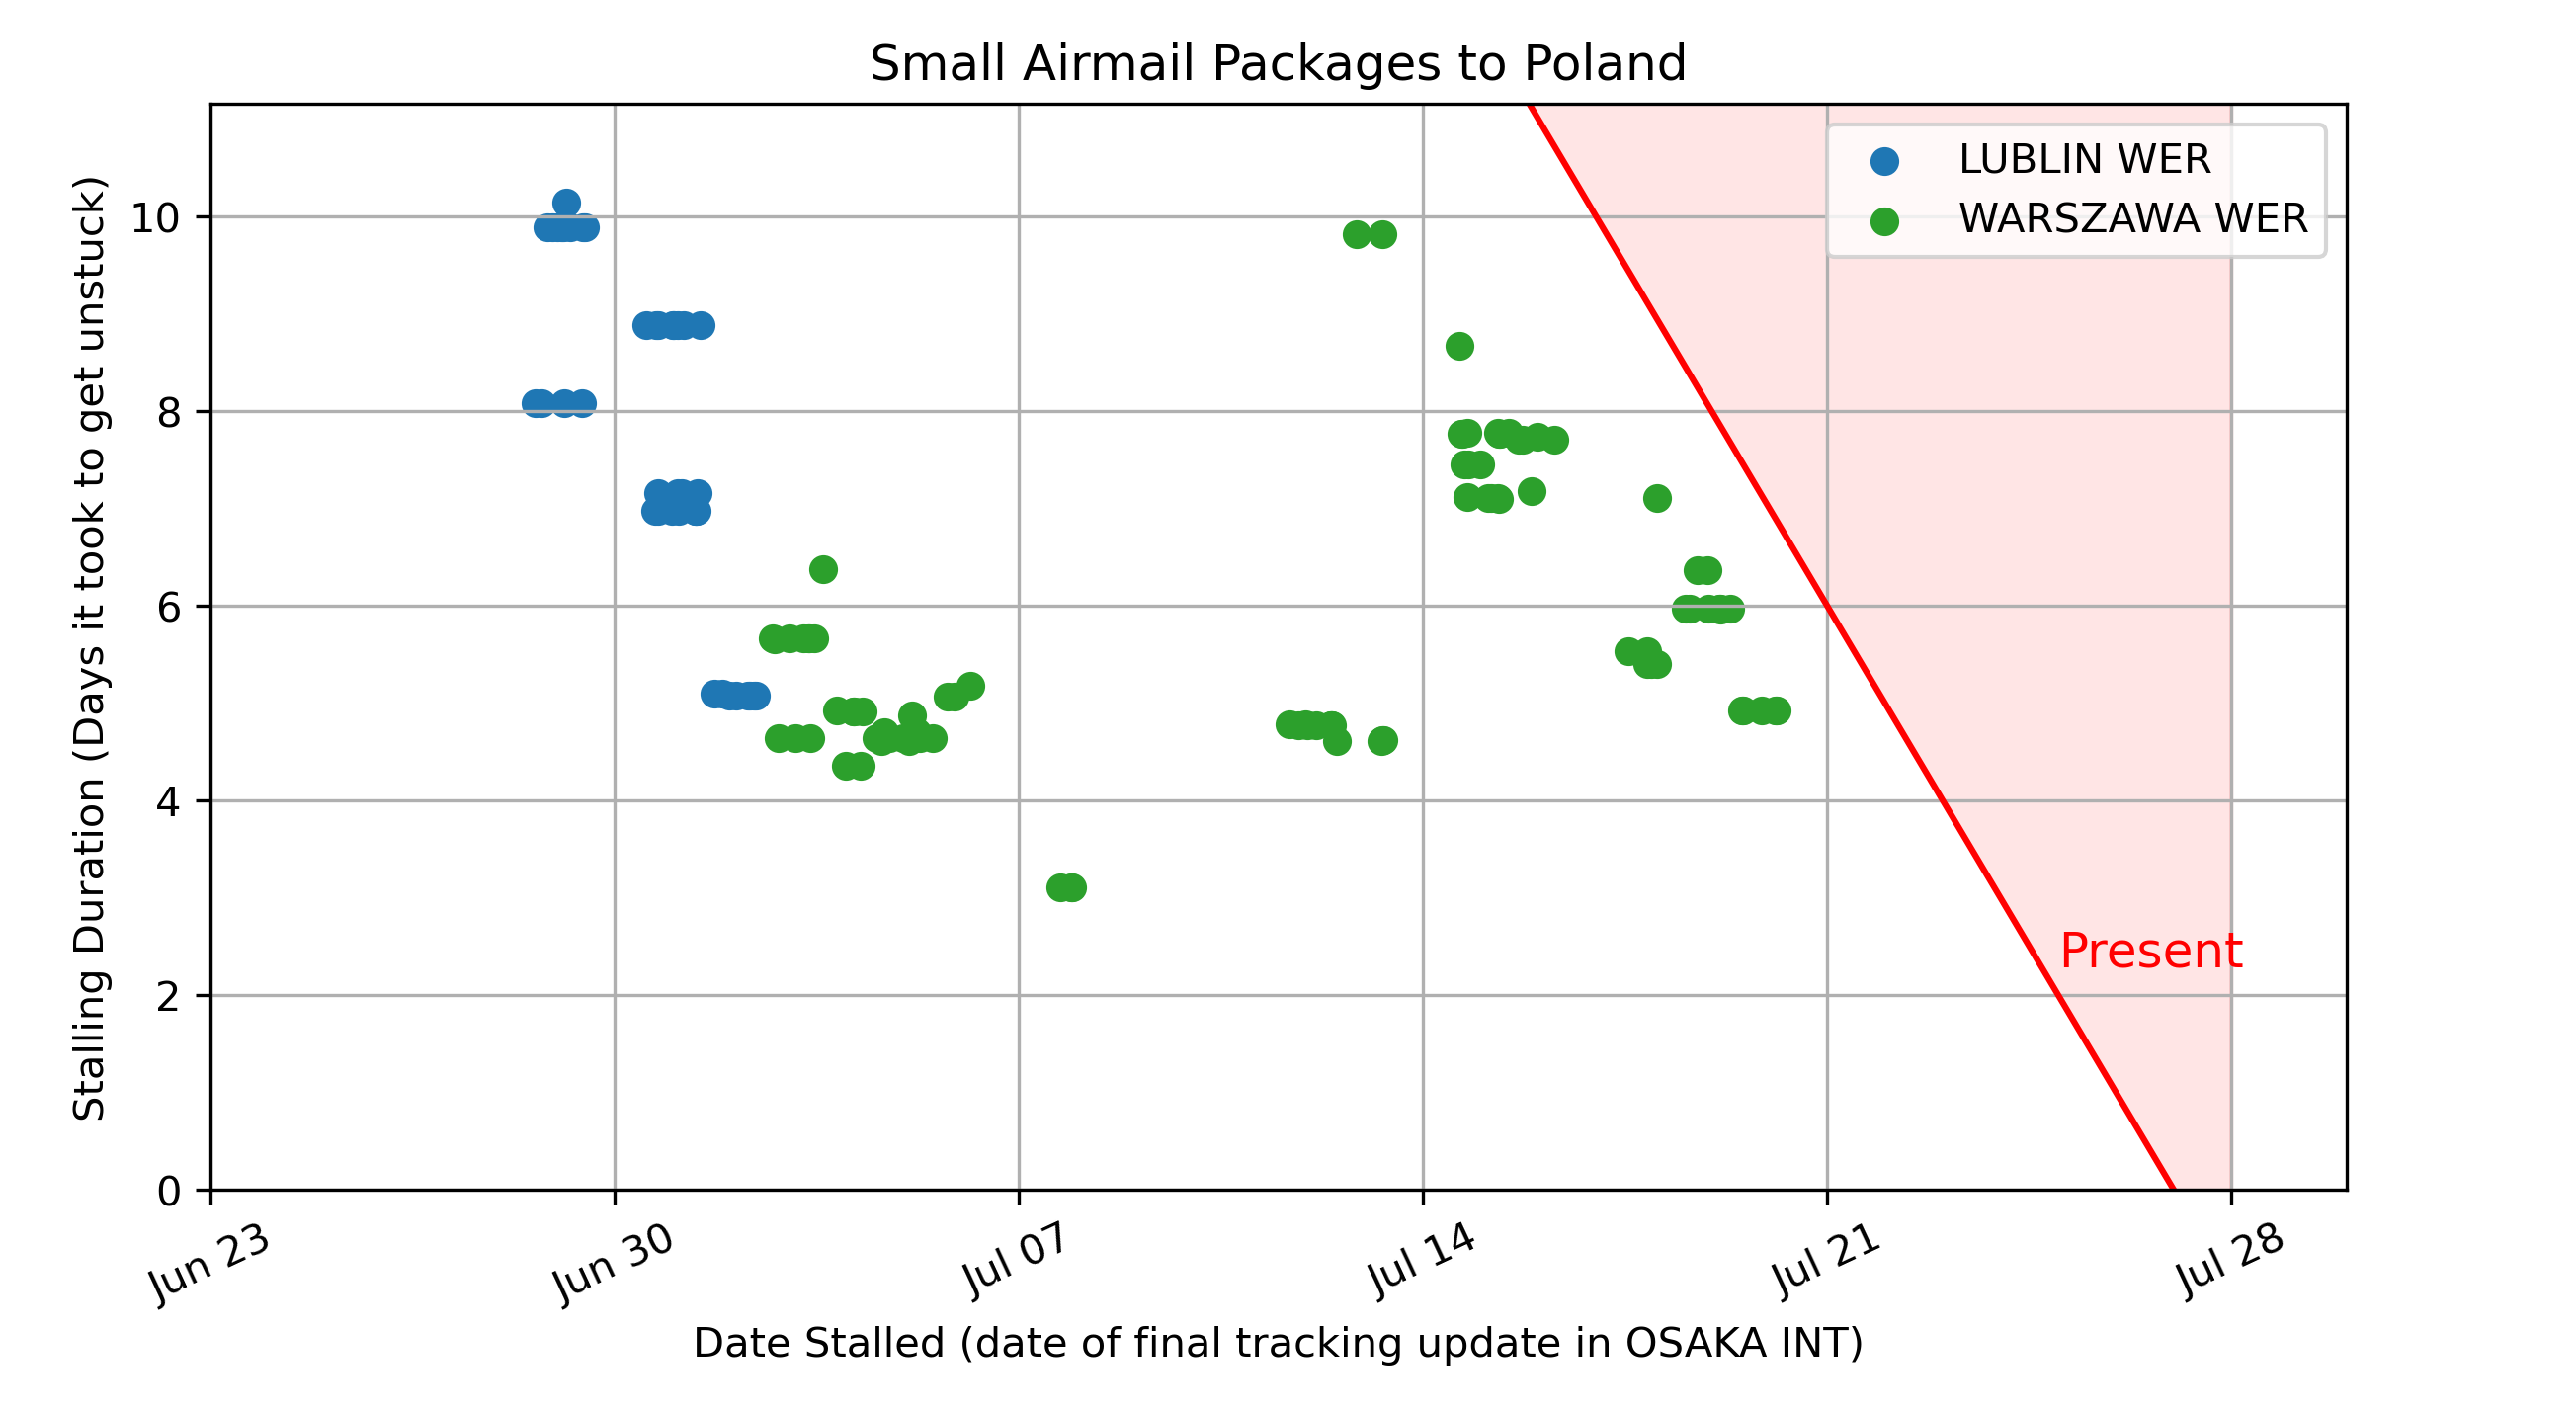 Small Airmail Packages to Poland
Stalling Duration (Days it took to get unstuck)
10
8
6
4
2
0
LUBLIN WER
WARSZAWA WER
Present
Jun 23
Jun 30
Jul 07
Jul 14
Jul 21
Jul 28
Date Stalled (date of final tracking update in OSAKA INT)